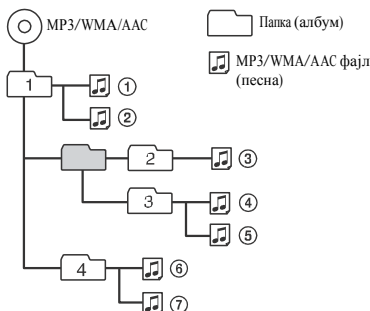 MP3/WMA/AAC
Папка (албум)
MP3/WMA/AAC фајл
(песна)
1
①
②
2
③
3
④
⑤
4
⑥
⑦